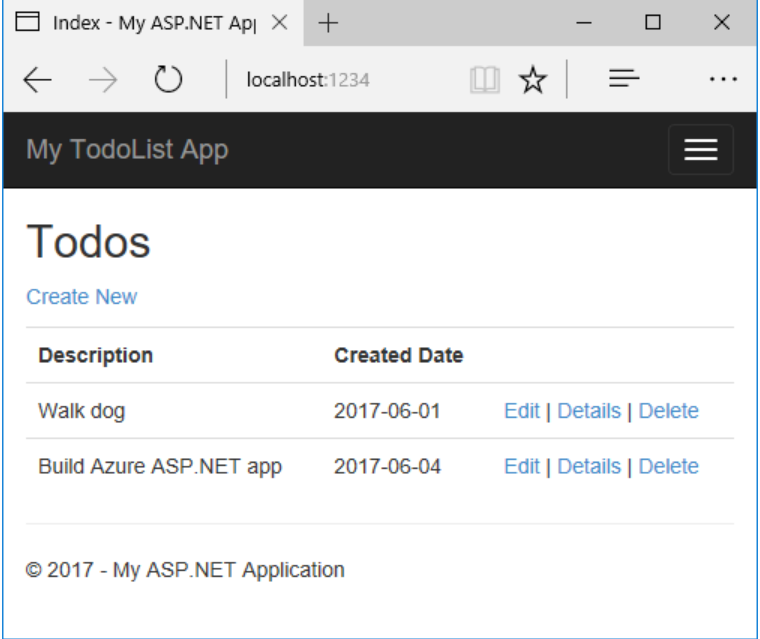 Index - My ASP.NET Ap
localhost:1234
My TodoList App
Todos
Create New
Description Created Date
Walk dog 2017-06-01 Edit | Details | Delete
Build Azure ASP.NET app 2017-06-04 Edit | Details | Delete
© 2017 - My ASP.NET Application